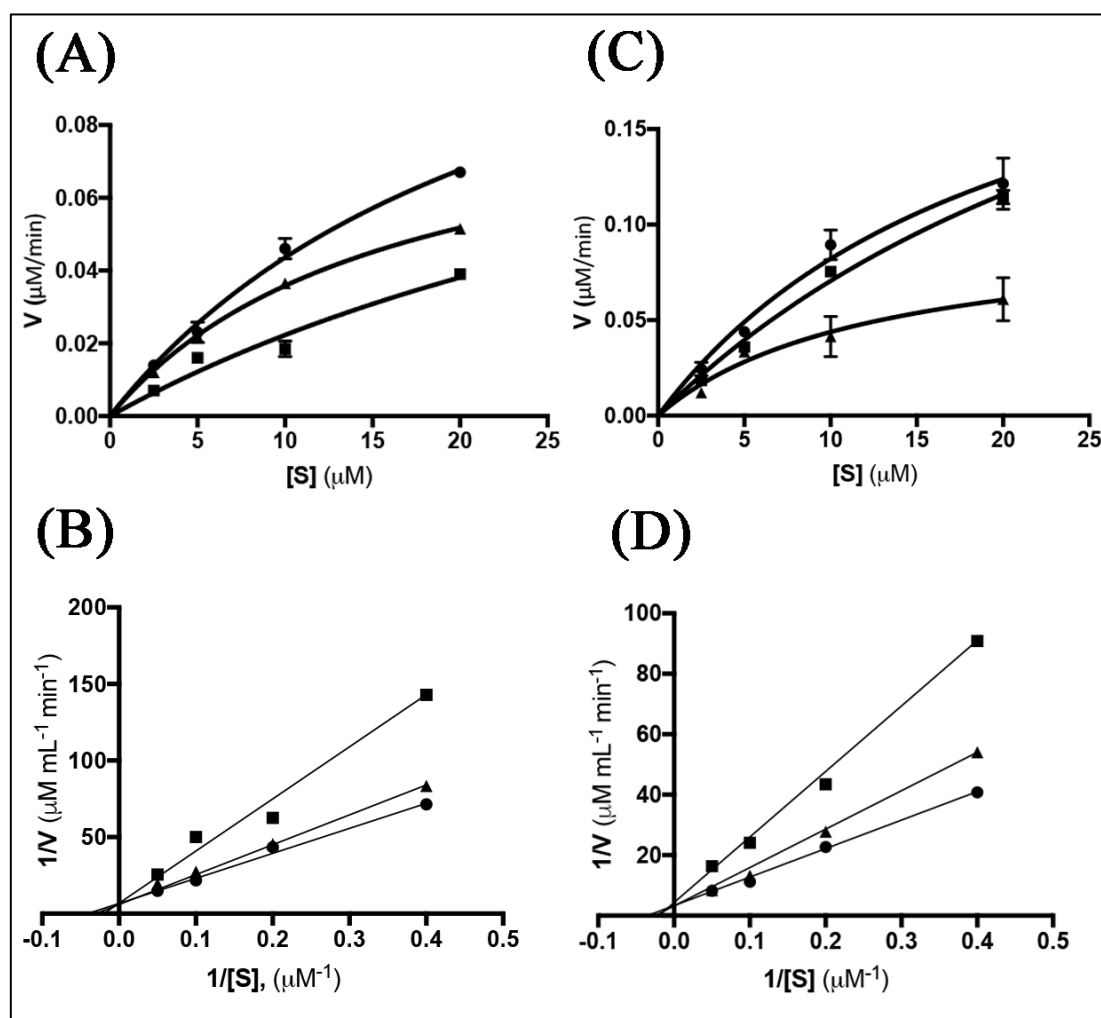 (A)
V (μM/min)
0.08
0.06
0.04
0.02
0.00
0 5 10 15 20 25
[S] (μM)
(C)
V (μM/min)
0.15
0.10
0.05
0.00
0 5 10 15 20 25
[S] (μM)
(B)
1/V (μM mL⁻¹ min⁻¹)
200
150
100
50
-0.1 0.0 0.1 0.2 0.3 0.4 0.5
1/[S], (μM⁻¹)
(D)
1/V (μM mL⁻¹ min⁻¹)
100
80
60
40
20
-0.1 0.0 0.1 0.2 0.3 0.4 0.5
1/[S] (μM⁻¹)